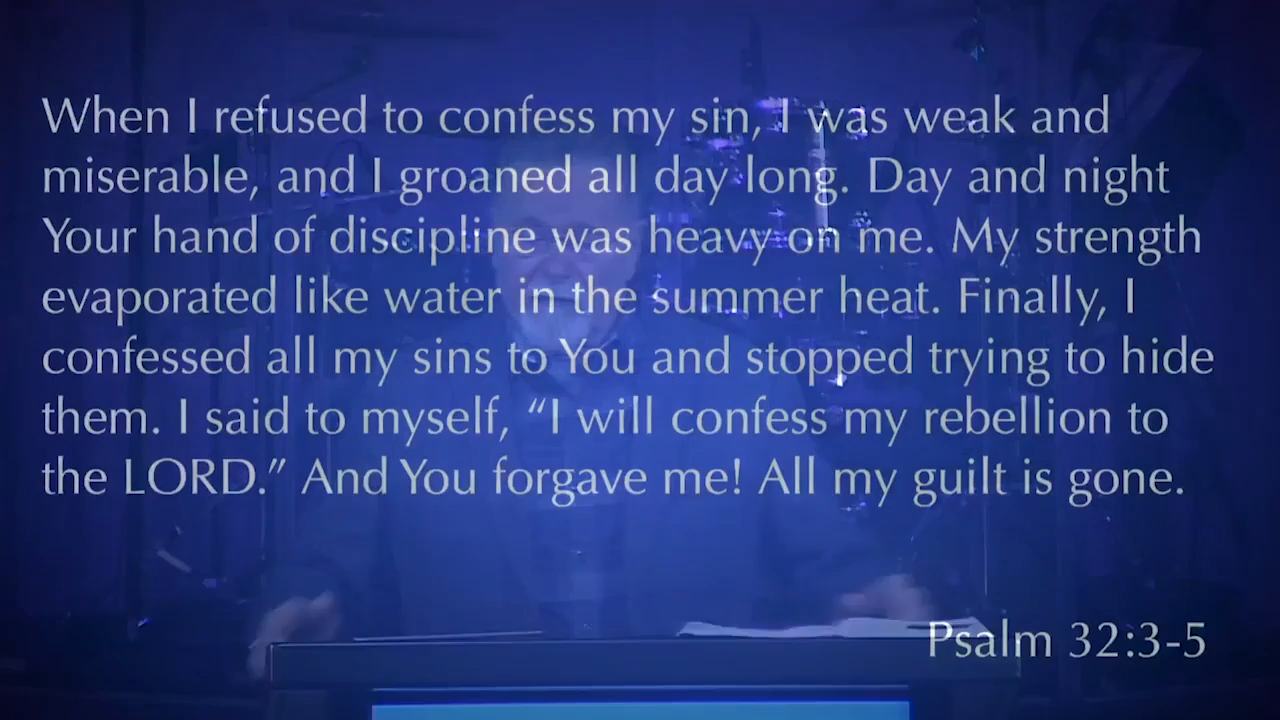 When I refused to confess my sin, I was weak and
miserable, and I groaned all day long. Day and night
Your hand of discipline was heavy on me. My strength
evaporated like water in the summer heat. Finally, I
confessed all my sins to You and stopped trying to hide
them. I said to myself, “I will confess my rebellion to
the LORD.” And You forgave me! All my guilt is gone.
Psalm 32:3-5